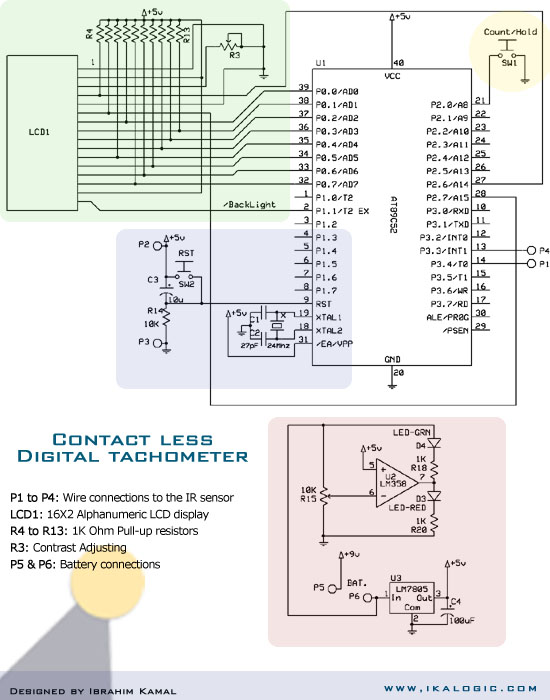 +5v
R4
R13
R3
1
LCD1
/BackLight
+5v
Count/Hold
SW1
U1
40
VCC
39 P0.0/AD0
38 P0.1/AD1
37 P0.2/AD2
36 P0.3/AD3
35 P0.4/AD4
34 P0.5/AD5
33 P0.6/AD6
32 P0.7/AD7
1 P1.0/T2
2 P1.1/T2 EX
3 P1.2
4 P1.3
5 P1.4
6 P1.5
7 P1.6
8 P1.7
9 RST
19 XTAL1
18 XTAL2
31 /EA/VPP
AT89C52
P2.0/A8 21
P2.1/A9 22
P2.2/A10 23
P2.3/A11 24
P2.4/A12 25
P2.5/A13 26
P2.6/A14 27
P2.7/A15 28
P3.0/RXD 10
P3.1/TXD 11
P3.2/INT0 12
P3.3/INT1 13
P3.4/T0 14
P3.5/T1 15
P3.6/WR 16
P3.7/RD 17
ALE/PROG 30
/PSEN 29
P4
P1
GND
20
P2
+5v
RST
SW2
C3
10u
R14
10K
P3
+5v
C1
X
C2
27pF 24Mhz
LED-GRN
D4
+5v
1K
R18
5
U2
LM358
7
6
10K
R15
D3
LED-RED
1K
R20
+9v
+5v
P5
BAT.
P6
U3
LM7805
1 In Out 3
Com
2
C4
100uF
Contact less
Digital tachometer
P1 to P4: Wire connections to the IR sensor
LCD1: 16X2 Alphanumeric LCD display
R4 to R13: 1K Ohm Pull-up resistors
R3: Contrast Adjusting
P5 & P6: Battery connections
Designed by Ibrahim Kamal
www.ikalogic.com